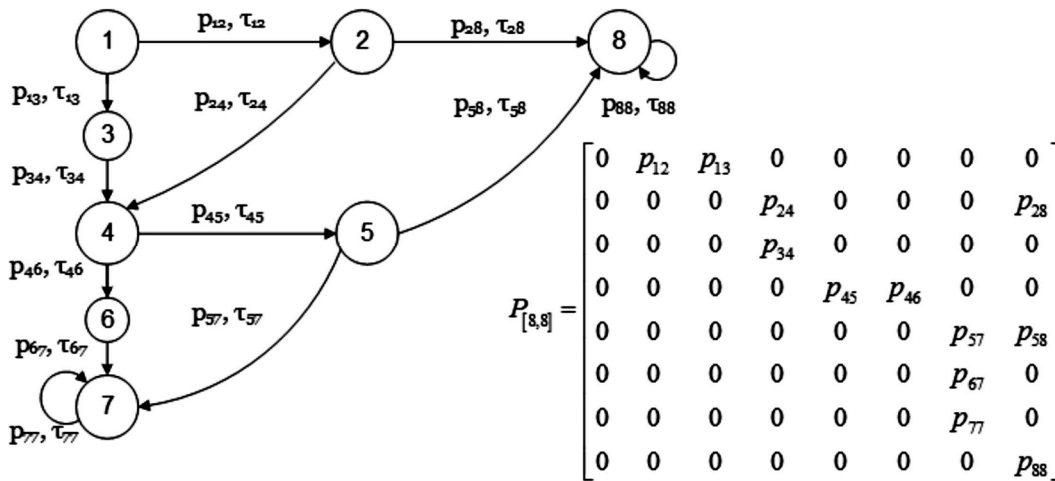 1
p₁₂, τ₁₂
2
p₂₈, τ₂₈
8
p₁₃, τ₁₃
p₂₄, τ₂₄
p₅₈, τ₅₈
p₈₈, τ₈₈
3
p₃₄, τ₃₄
4
p₄₅, τ₄₅
5
p₄₆, τ₄₆
6
p₅₇, τ₅₇
p₆₇, τ₆₇
7
p₇₇, τ₇₇
P[8,8] =
0 p₁₂ p₁₃ 0 0 0 0 0
0 0 0 p₂₄ 0 0 0 p₂₈
0 0 0 p₃₄ 0 0 0 0
0 0 0 0 p₄₅ p₄₆ 0 0
0 0 0 0 0 0 p₅₇ p₅₈
0 0 0 0 0 0 p₆₇ 0
0 0 0 0 0 0 p₇₇ 0
0 0 0 0 0 0 0 p₈₈